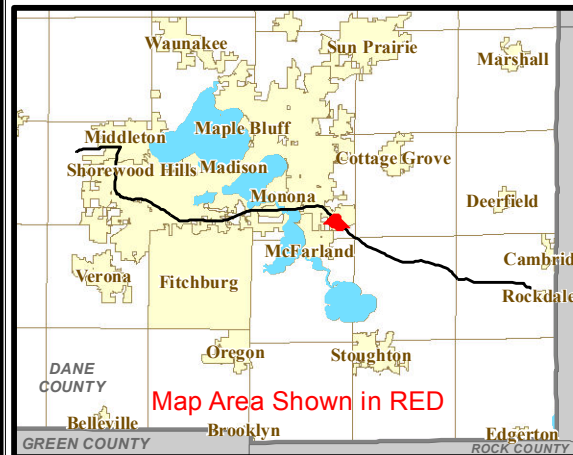 Waunakee
Sun Prairie
Marshall
Middleton
Maple Bluff
Shorewood Hills
Madison
Cottage Grove
Monona
Deerfield
McFarland
Cambrid
Verona
Fitchburg
Rockdale
Oregon
Stoughton
DANE
COUNTY
Map Area Shown in RED
Belleville
Brooklyn
Edgerton
GREEN COUNTY
ROCK COUNTY